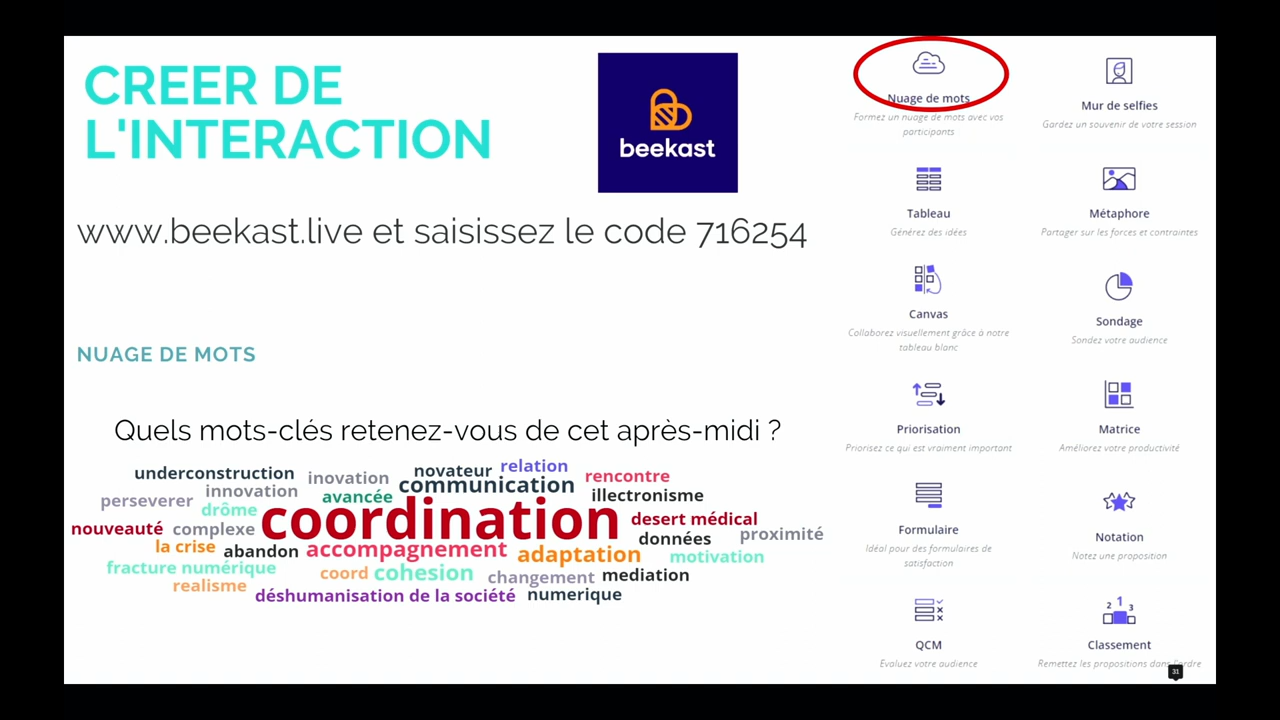 CREER DE
L'INTERACTION
beekast
www.beekast.live et saisissez le code 716254
NUAGE DE MOTS
Quels mots-clés retenez-vous de cet après-midi ?
underconstruction inovation novateur relation rencontre
perseverer innovation avancée communication illectronisme
drôme
nouveauté complexe coordination desert médical
données proximité
la crise abandon accompagnement adaptation motivation
fracture numérique coord cohesion changement mediation
realisme déshumanisation de la société numerique
Nuage de mots
Formez un nuage de mots avec vos
participants
Mur de selfies
Gardez un souvenir de votre session
Tableau
Générez des idées
Métaphore
Partager sur les forces et contraintes
Canvas
Collaborez visuellement grâce à notre
tableau blanc
Sondage
Sondez votre audience
Priorisation
Priorisez ce qui est vraiment important
Matrice
Améliorez votre productivité
Formulaire
Idéal pour des formulaires de
satisfaction
Notation
Notez une proposition
QCM
Evaluez votre audience
2 1 3
Classement
Remettez les propositions dans l'ordre
31